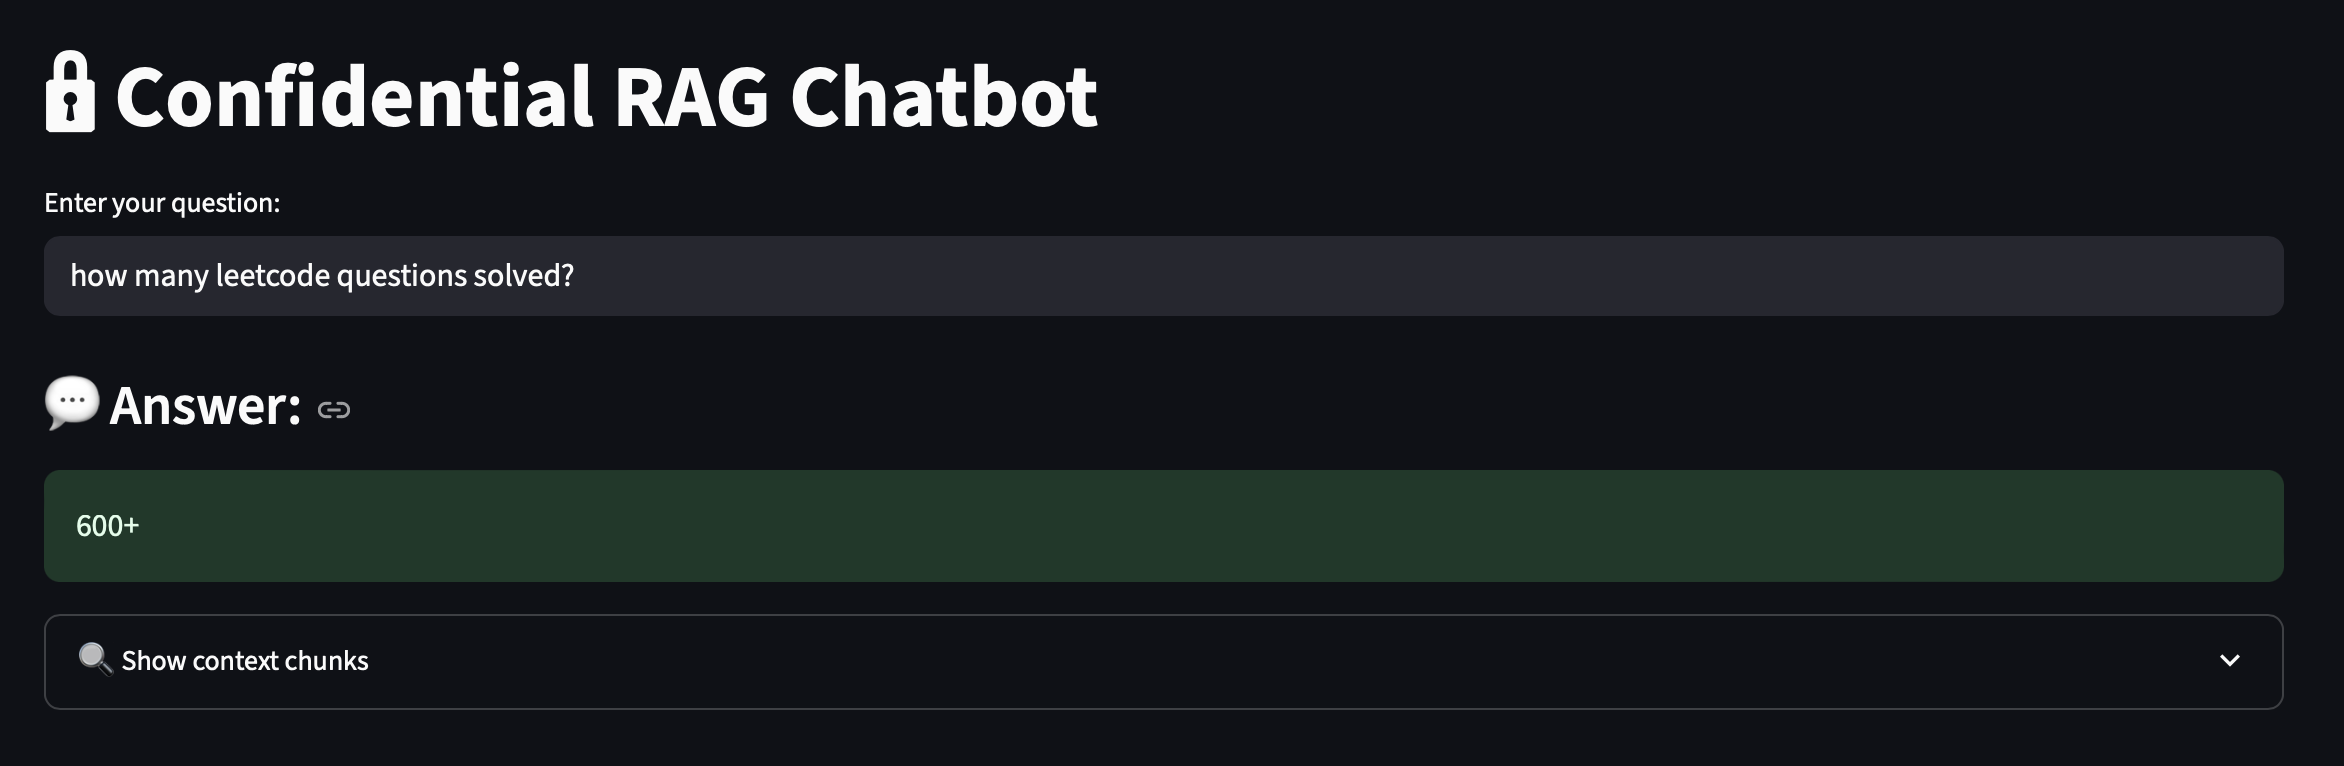 Confidential RAG Chatbot
Enter your question:
how many leetcode questions solved?
Answer:
600+
Show context chunks